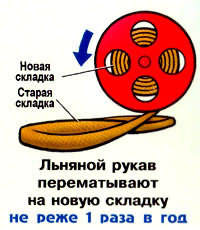 Новая
складка
Старая
складка
Льняной рукав
перематывают
на новую складку
не реже 1 раза в год